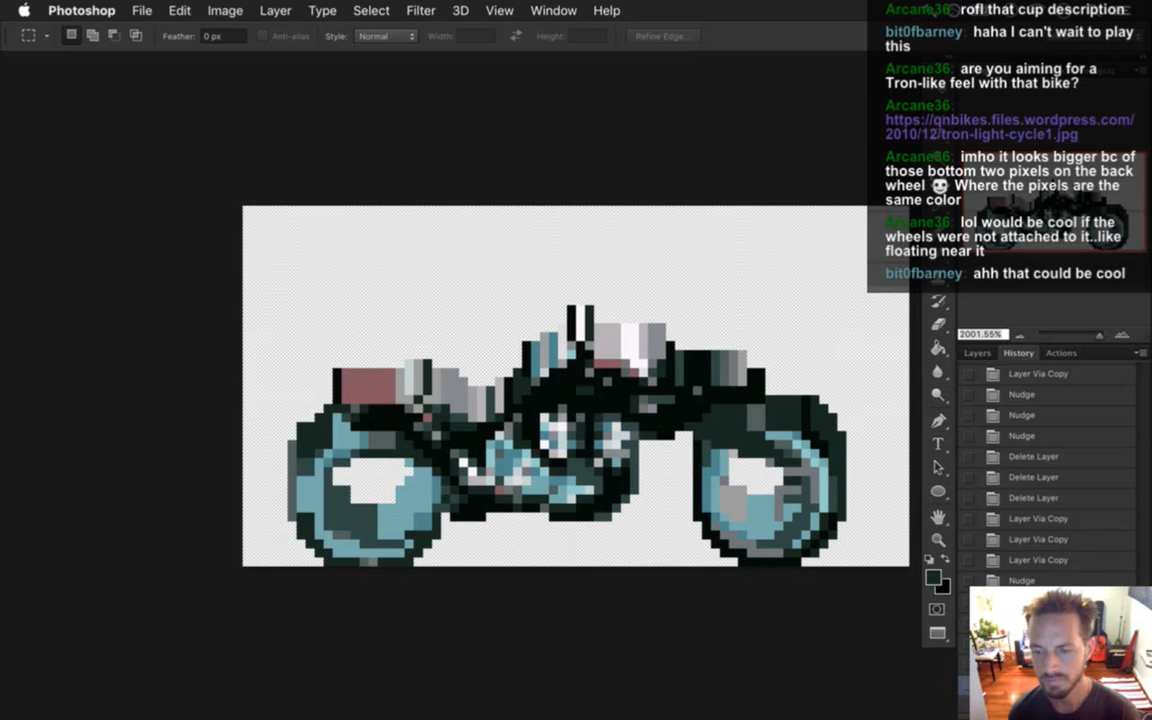 Photoshop File Edit Image Layer Type Select Filter 3D View Window Help
Feather: 0 px Anti-alias Style: Normal Width: Height: Refine Edge...
Arcane36: rofl that cup description
bit0fbarney: haha I can't wait to play
this
Arcane36: are you aiming for a
Tron-like feel with that bike?
Arcane36:
https://qnbikes.files.wordpress.com/
2010/12/tron-light-cycle1.jpg
Arcane36: imho it looks bigger bc of
those bottom two pixels on the back
wheel Where the pixels are the
same color
Arcane36: lol would be cool if the
wheels were not attached to it..like
floating near it
bit0fbarney: ahh that could be cool
2001.55%
Layers History Actions
Layer Via Copy
Nudge
Nudge
Nudge
Delete Layer
Delete Layer
Delete Layer
Layer Via Copy
Layer Via Copy
Layer Via Copy
Nudge